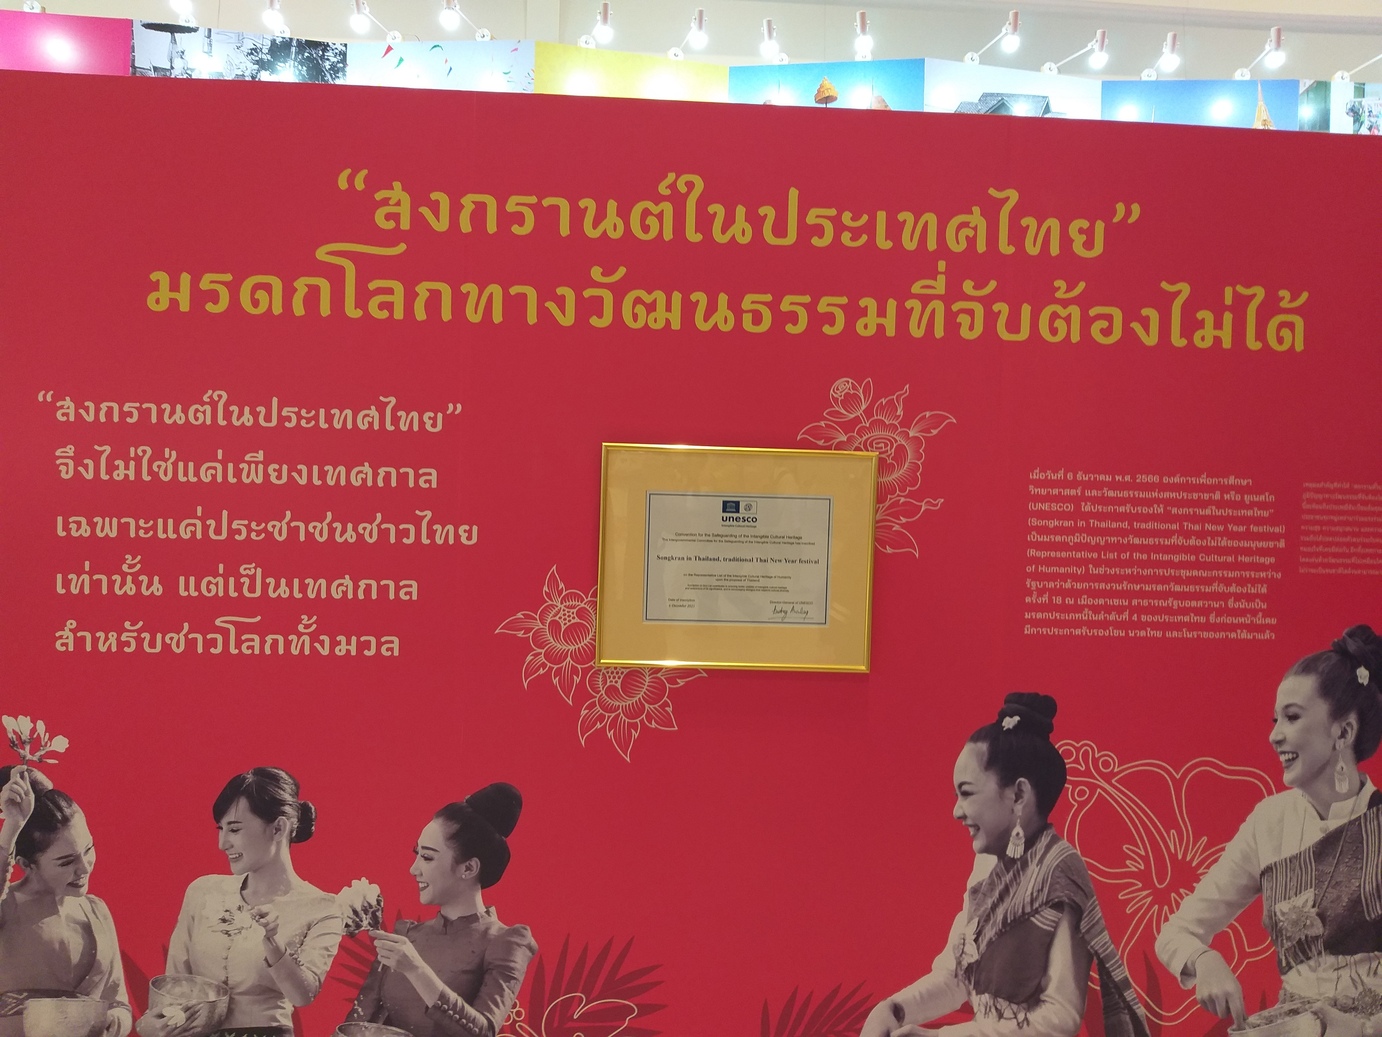 “สงกรานต์ในประเทศไทย”
มรดกโลกทางวัฒนธรรมที่จับต้องไม่ได้
“สงกรานต์ในประเทศไทย”
จึงไม่ใช่แค่เพียงเทศกาล
เฉพาะแค่ประชาชนชาวไทย
เท่านั้น แต่เป็นเทศกาล
สำหรับชาวโลกทั้งมวล
unesco
Convention for the Safeguarding of the Intangible Cultural Heritage
Songkran in Thailand, traditional Thai New Year festival
เมื่อวันที่ 6 ธันวาคม พ.ศ. 2566 องค์การเพื่อการศึกษา
วิทยาศาสตร์ และวัฒนธรรมแห่งสหประชาชาติ หรือ ยูเนสโก
(UNESCO) ได้ประกาศรับรองให้ “สงกรานต์ในประเทศไทย”
(Songkran in Thailand, traditional Thai New Year festival)
เป็นมรดกภูมิปัญญาทางวัฒนธรรมที่จับต้องไม่ได้ของมนุษยชาติ
(Representative List of the Intangible Cultural Heritage
of Humanity) ในช่วงระหว่างการประชุมคณะกรรมการระหว่าง
รัฐบาลว่าด้วยการสงวนรักษามรดกวัฒนธรรมที่จับต้องไม่ได้
ครั้งที่ 18 ณ เมืองคาเซเน สาธารณรัฐบอตสวานา ซึ่งนับเป็น
มรดกประเภทนี้ในลำดับที่ 4 ของประเทศไทย ซึ่งก่อนหน้านี้เคย
มีการประกาศรับรองโขน นวดไทย และโนราของภาคใต้มาแล้ว